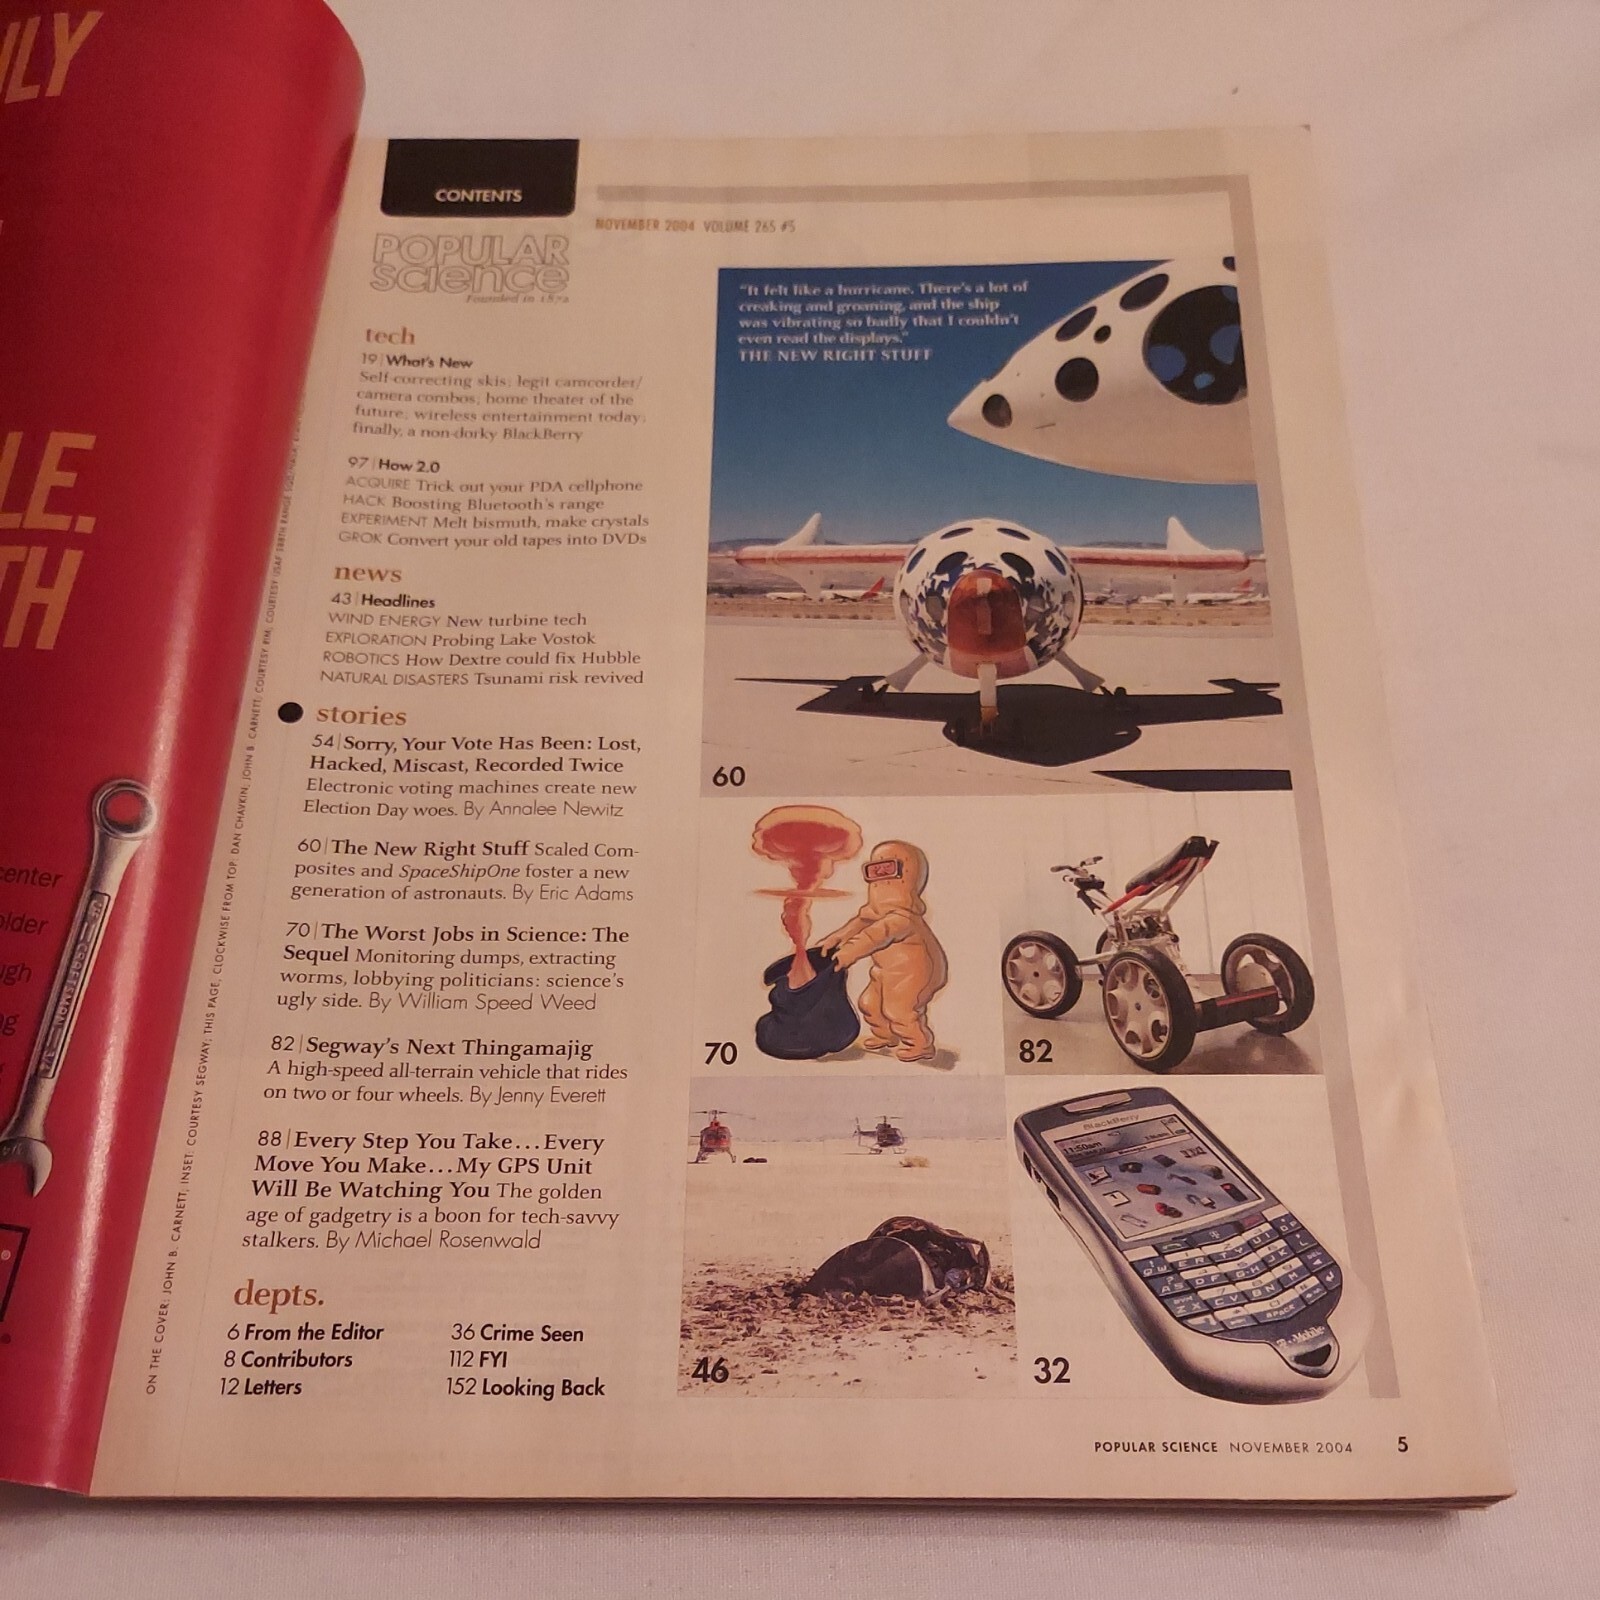 ULY
LE.
TH
center
older
ugh
CRAFTSMAN
3/4
CONTENTS
NOVEMBER 2004 VOLUME 265 #5
POPULAR
SCIENCE
Founded in 1872
tech
19 | What's New
Self-correcting skis; legit camcorder/
camera combos; home theater of the
future; wireless entertainment today;
finally, a non-dorky BlackBerry
97 | How 2.0
ACQUIRE Trick out your PDA cellphone
HACK Boosting Bluetooth's range
EXPERIMENT Melt bismuth, make crystals
GROK Convert your old tapes into DVDs
news
43 | Headlines
WIND ENERGY New turbine tech
EXPLORATION Probing Lake Vostok
ROBOTICS How Dextre could fix Hubble
NATURAL DISASTERS Tsunami risk revived
stories
54 | Sorry, Your Vote Has Been: Lost,
Hacked, Miscast, Recorded Twice
Electronic voting machines create new
Election Day woes. By Annalee Newitz
60 | The New Right Stuff Scaled Com-
posites and SpaceShipOne foster a new
generation of astronauts. By Eric Adams
70 | The Worst Jobs in Science: The
Sequel Monitoring dumps, extracting
worms, lobbying politicians: science's
ugly side. By William Speed Weed
82 | Segway's Next Thingamajig
A high-speed all-terrain vehicle that rides
on two or four wheels. By Jenny Everett
88 | Every Step You Take...Every
Move You Make...My GPS Unit
Will Be Watching You The golden
age of gadgetry is a boon for tech-savvy
stalkers. By Michael Rosenwald
depts.
6 From the Editor
8 Contributors
12 Letters
36 Crime Seen
112 FYI
152 Looking Back
ON THE COVER: JOHN B. CARNETT, INSET: COURTESY SEGWAY; THIS PAGE, CLOCKWISE FROM TOP: DAN CHAVKIN; JOHN B. CARNETT; COURTESY RIM; COURTESY USAF
"It felt like a hurricane. There's a lot of
creaking and groaning, and the ship
was vibrating so badly that I couldn't
even read the displays."
THE NEW RIGHT STUFF
60
70
82
46
32
BlackBerry
T-Mobile
POPULAR SCIENCE NOVEMBER 2004 5